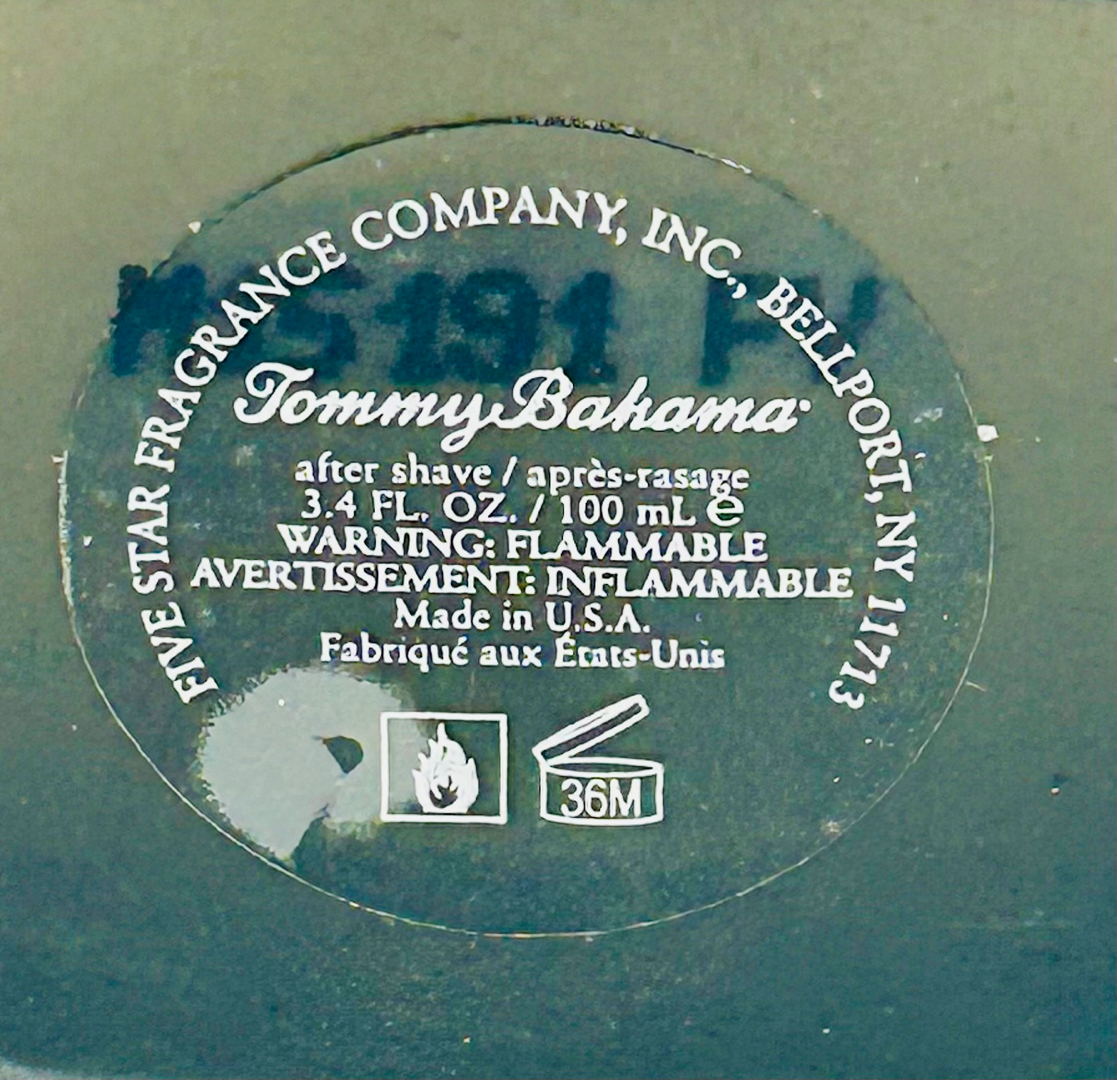 FIVE STAR FRAGRANCE COMPANY, INC., BELLPORT, NY 11713
Tommy Bahama
after shave / après-rasage
3.4 FL. OZ. / 100 mL ℮
WARNING: FLAMMABLE
AVERTISSEMENT: INFLAMMABLE
Made in U.S.A.
Fabriqué aux États-Unis
36M